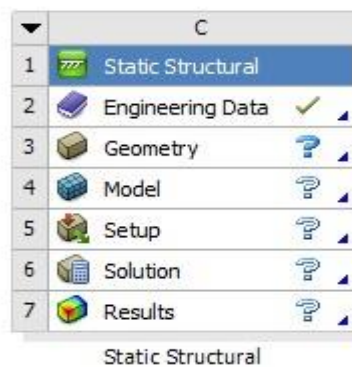 C
1 Static Structural
2 Engineering Data
3 Geometry
4 Model
5 Setup
6 Solution
7 Results
Static Structural